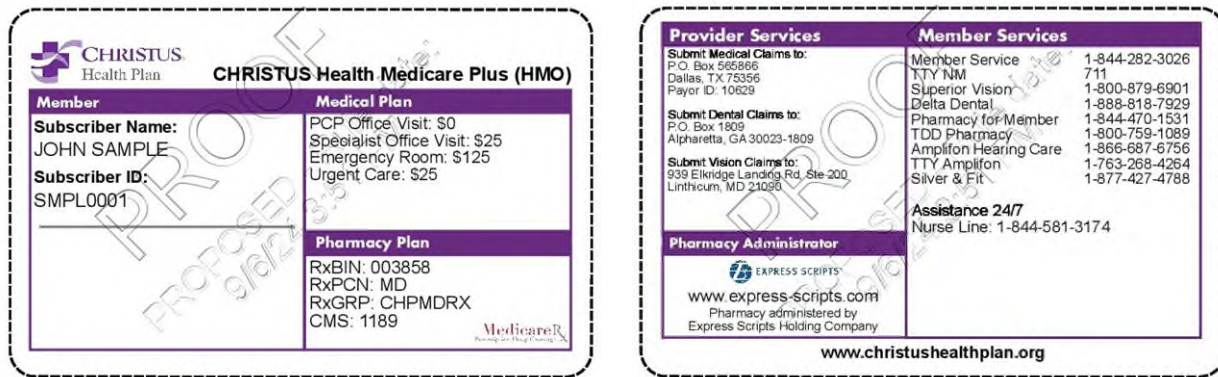 CHRISTUS
Health Plan
CHRISTUS Health Medicare Plus (HMO)
Member
Subscriber Name:
JOHN SAMPLE
Subscriber ID:
SMPL0001
Medical Plan
PCP Office Visit: $0
Specialist Office Visit: $25
Emergency Room: $125
Urgent Care: $25
Pharmacy Plan
RxBIN: 003858
RxPCN: MD
RxGRP: CHPMDRX
CMS: 1189
MedicareRx
Prescription Drug Coverage
PROOF
PROPOSED
Provider Services
Submit Medical Claims to:
P.O. Box 565866
Dallas, TX 75356
Payor ID: 10629
Submit Dental Claims to:
P.O. Box 1809
Alpharetta, GA 30023-1809
Submit Vision Claims to:
939 Elkridge Landing Rd, Ste 200
Linthicum, MD 21090
Pharmacy Administrator
EXPRESS SCRIPTS
www.express-scripts.com
Pharmacy administered by
Express Scripts Holding Company
Member Services
Member Service 1-844-282-3026
TTY NM 711
Superior Vision 1-800-879-6901
Delta Dental 1-888-818-7929
Pharmacy for Member 1-844-470-1531
TDD Pharmacy 1-800-759-1089
Amplifon Hearing Care 1-866-687-6756
TTY Amplifon 1-763-268-4264
Silver & Fit 1-877-427-4788
Assistance 24/7
Nurse Line: 1-844-581-3174
PROOF
PROPOSED
www.christushealthplan.org